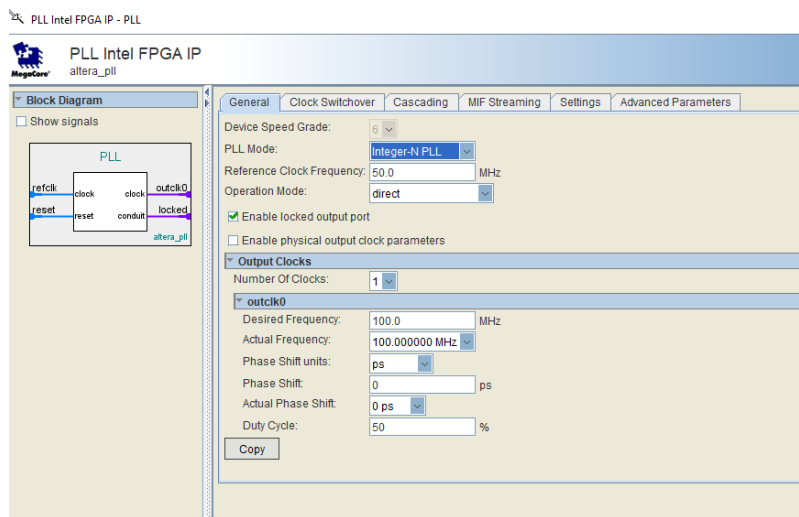 PLL Intel FPGA IP - PLL
MegaCore®
PLL Intel FPGA IP
altera_pll
Block Diagram
Show signals
PLL
refclk
clock
clock
outclk0
reset
reset
conduit
locked
altera_pll
General Clock Switchover Cascading MIF Streaming Settings Advanced Parameters
Device Speed Grade: 6
PLL Mode: Integer-N PLL
Reference Clock Frequency: 50.0 MHz
Operation Mode: direct
Enable locked output port
Enable physical output clock parameters
Output Clocks
Number Of Clocks: 1
outclk0
Desired Frequency: 100.0 MHz
Actual Frequency: 100.000000 MHz
Phase Shift units: ps
Phase Shift: 0 ps
Actual Phase Shift: 0 ps
Duty Cycle: 50 %
Copy